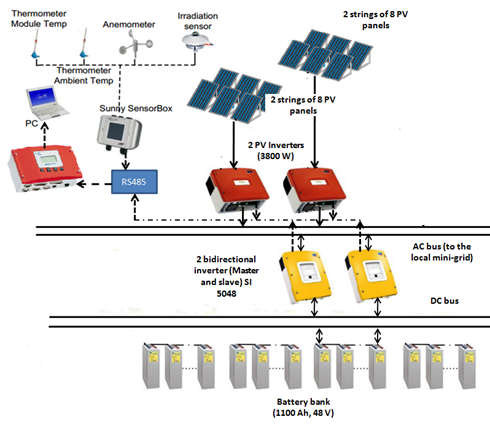 Thermometer
Module Temp
Anemometer
Irradiation
sensor
2 strings of 8 PV
panels
Thermometer
Ambient Temp
PC
Sunny SensorBox
2 strings of 8 PV
panels
2 PV Inverters
(3800 W)
RS485
2 bidirectional
inverter (Master
and slave) SI
5048
AC bus (to the
local mini-grid)
DC bus
Battery bank
(1100 Ah, 48 V)